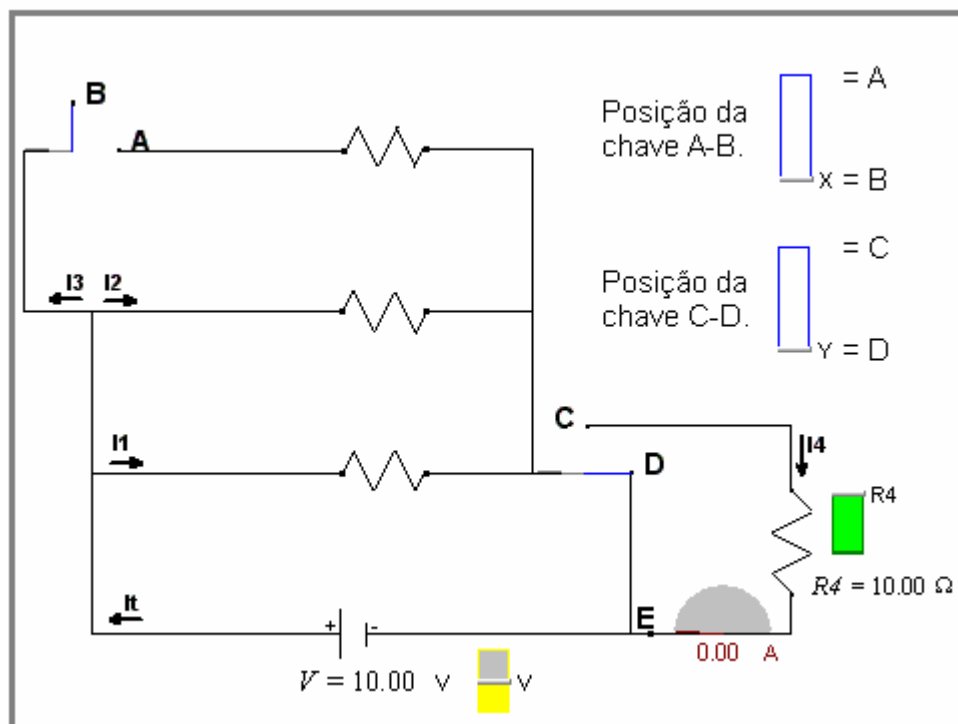 B
A
Posição da
chave A-B.
= A
X = B
I3 I2
Posição da
chave C-D.
= C
Y = D
C
I4
I1
D
R4
R4 = 10.00 Ω
It
+ -
E
0.00 A
V = 10.00 V
V